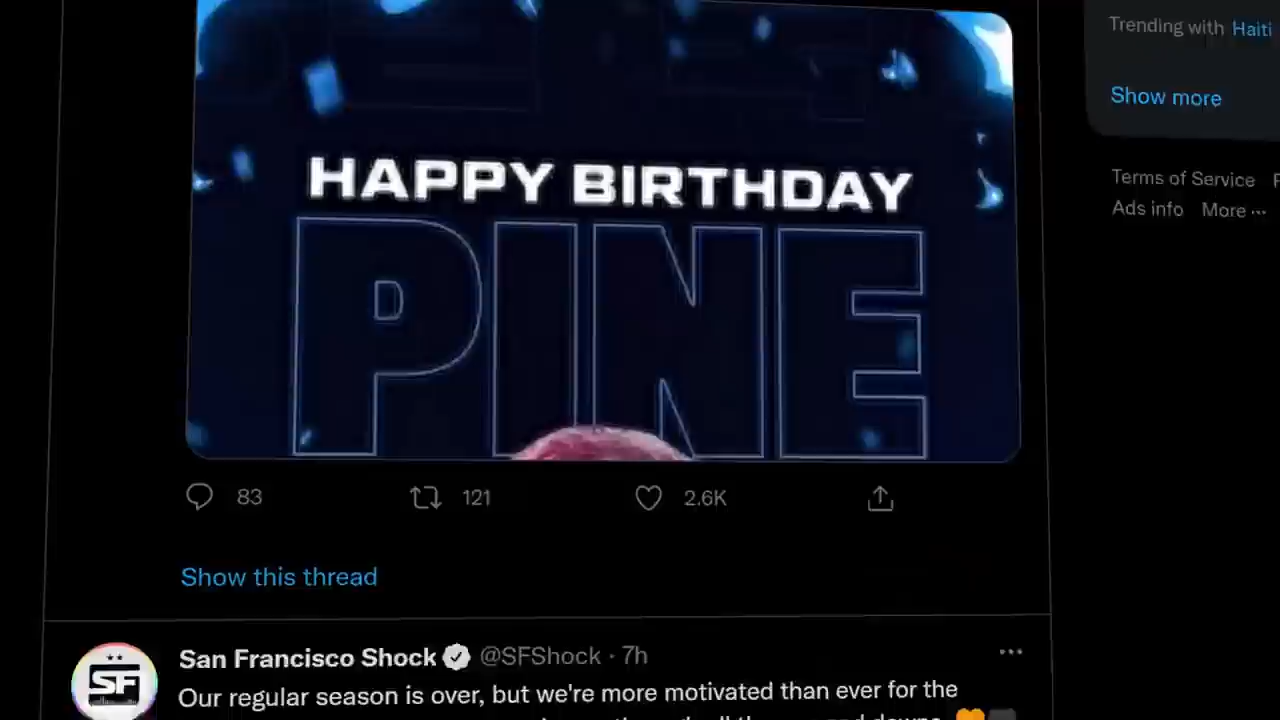 Trending with Haiti
Show more
Terms of Service
Ads info More ...
HAPPY BIRTHDAY
PINE
83 121 2.6K
Show this thread
San Francisco Shock @SFShock · 7h
SF
Our regular season is over, but we're more motivated than ever for the